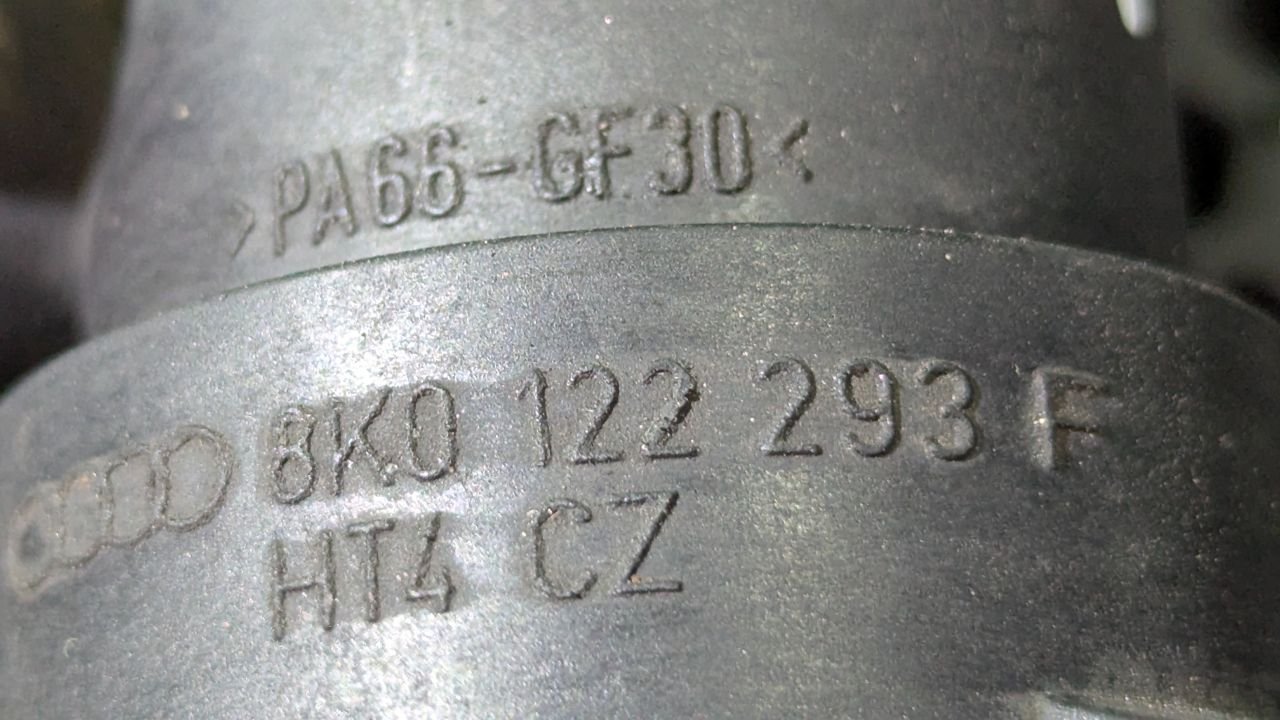 >PA66-GF30<
8K0 122 293 F
HT4 CZ